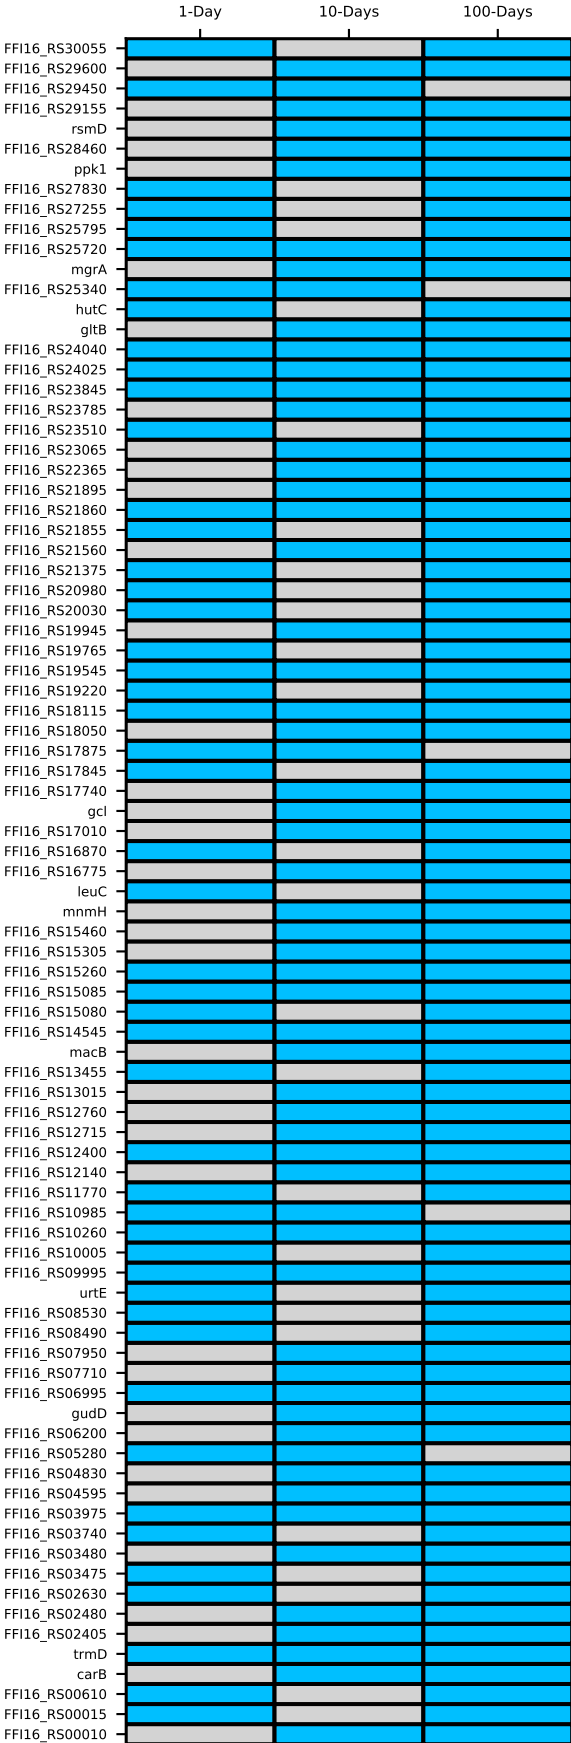 1-Day 10-Days 100-Days
FFI16_RS30055
FFI16_RS29600
FFI16_RS29450
FFI16_RS29155
rsmD
FFI16_RS28460
ppk1
FFI16_RS27830
FFI16_RS27255
FFI16_RS25795
FFI16_RS25720
mgrA
FFI16_RS25340
hutC
gltB
FFI16_RS24040
FFI16_RS24025
FFI16_RS23845
FFI16_RS23785
FFI16_RS23510
FFI16_RS23065
FFI16_RS22365
FFI16_RS21895
FFI16_RS21860
FFI16_RS21855
FFI16_RS21560
FFI16_RS21375
FFI16_RS20980
FFI16_RS20030
FFI16_RS19945
FFI16_RS19765
FFI16_RS19545
FFI16_RS19220
FFI16_RS18115
FFI16_RS18050
FFI16_RS17875
FFI16_RS17845
FFI16_RS17740
gcl
FFI16_RS17010
FFI16_RS16870
FFI16_RS16775
leuC
mnmH
FFI16_RS15460
FFI16_RS15305
FFI16_RS15260
FFI16_RS15085
FFI16_RS15080
FFI16_RS14545
macB
FFI16_RS13455
FFI16_RS13015
FFI16_RS12760
FFI16_RS12715
FFI16_RS12400
FFI16_RS12140
FFI16_RS11770
FFI16_RS10985
FFI16_RS10260
FFI16_RS10005
FFI16_RS09995
urtE
FFI16_RS08530
FFI16_RS08490
FFI16_RS07950
FFI16_RS07710
FFI16_RS06995
gudD
FFI16_RS06200
FFI16_RS05280
FFI16_RS04830
FFI16_RS04595
FFI16_RS03975
FFI16_RS03740
FFI16_RS03480
FFI16_RS03475
FFI16_RS02630
FFI16_RS02480
FFI16_RS02405
trmD
carB
FFI16_RS00610
FFI16_RS00015
FFI16_RS00010